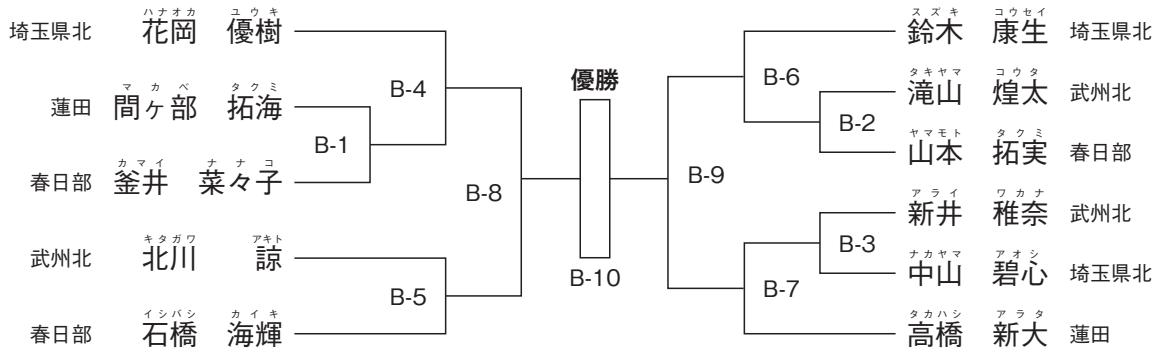 埼玉県北 花岡 優樹 ハナオカ ユウキ
B-4
蓮田 間ヶ部 拓海 マカベ タクミ
B-1
春日部 釜井 菜々子 カマイ ナナコ
B-8
武州北 北川 諒 キタガワ アキト
B-5
春日部 石橋 海輝 イシバシ カイキ
優勝
B-10
鈴木 康生 埼玉県北 スズキ コウセイ
B-6
滝山 煌太 武州北 タキヤマ コウタ
B-2
山本 拓実 春日部 ヤマモト タクミ
B-9
新井 稚奈 武州北 アライ ワカナ
B-3
中山 碧心 埼玉県北 ナカヤマ アオシ
B-7
高橋 新大 蓮田 タカハシ アラタ